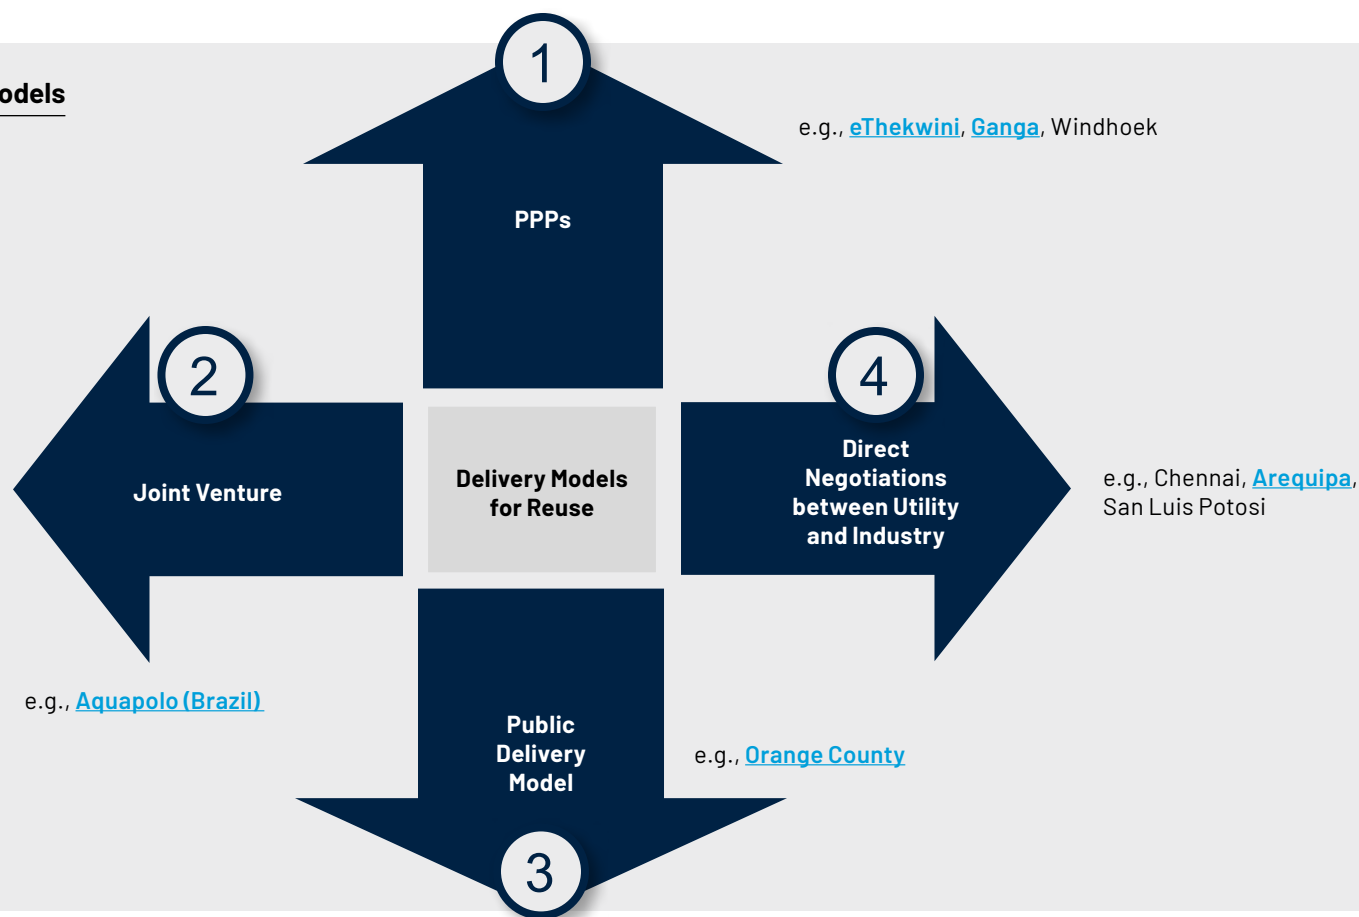 odels
1
e.g., eThekwini, Ganga, Windhoek
PPPs
2
4
Joint Venture
Delivery Models
for Reuse
Direct
Negotiations
between Utility
and Industry
e.g., Chennai, Arequipa,
San Luis Potosi
e.g., Aquapolo (Brazil)
Public
Delivery
Model
e.g., Orange County
3